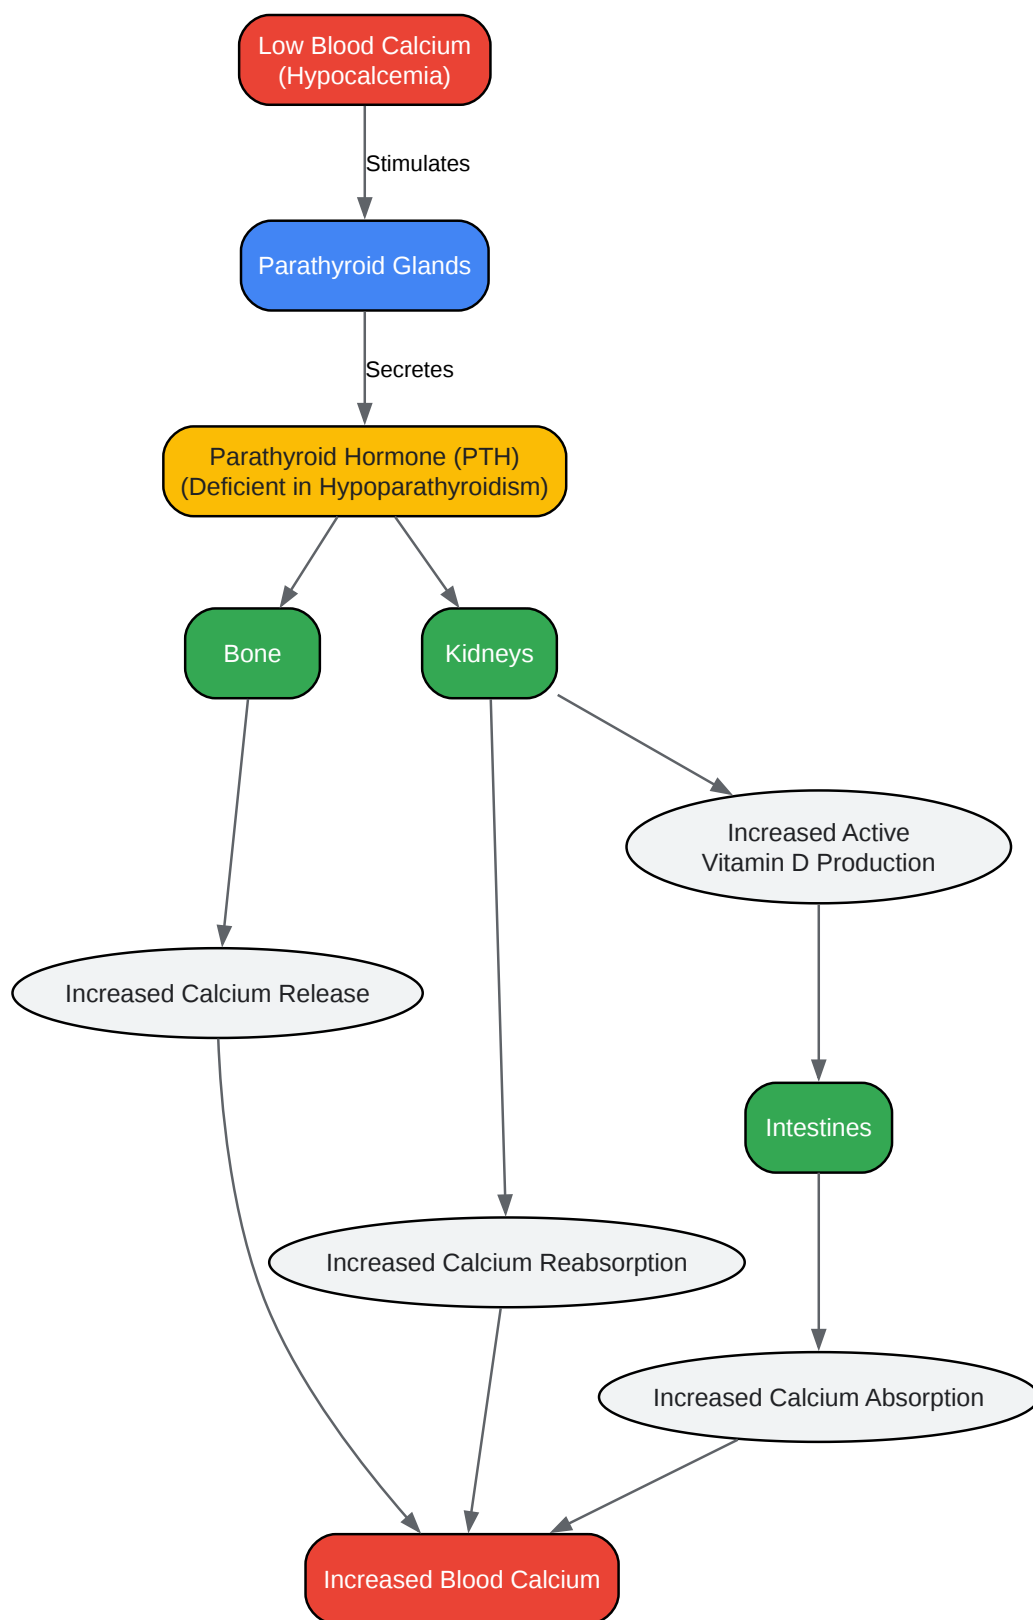 Low Blood Calcium
(Hypocalcemia)
Stimulates
Parathyroid Glands
Secretes
Parathyroid Hormone (PTH)
(Deficient in Hypoparathyroidism)
Bone
Kidneys
Increased Active
Vitamin D Production
Increased Calcium Release
Intestines
Increased Calcium Reabsorption
Increased Calcium Absorption
Increased Blood Calcium